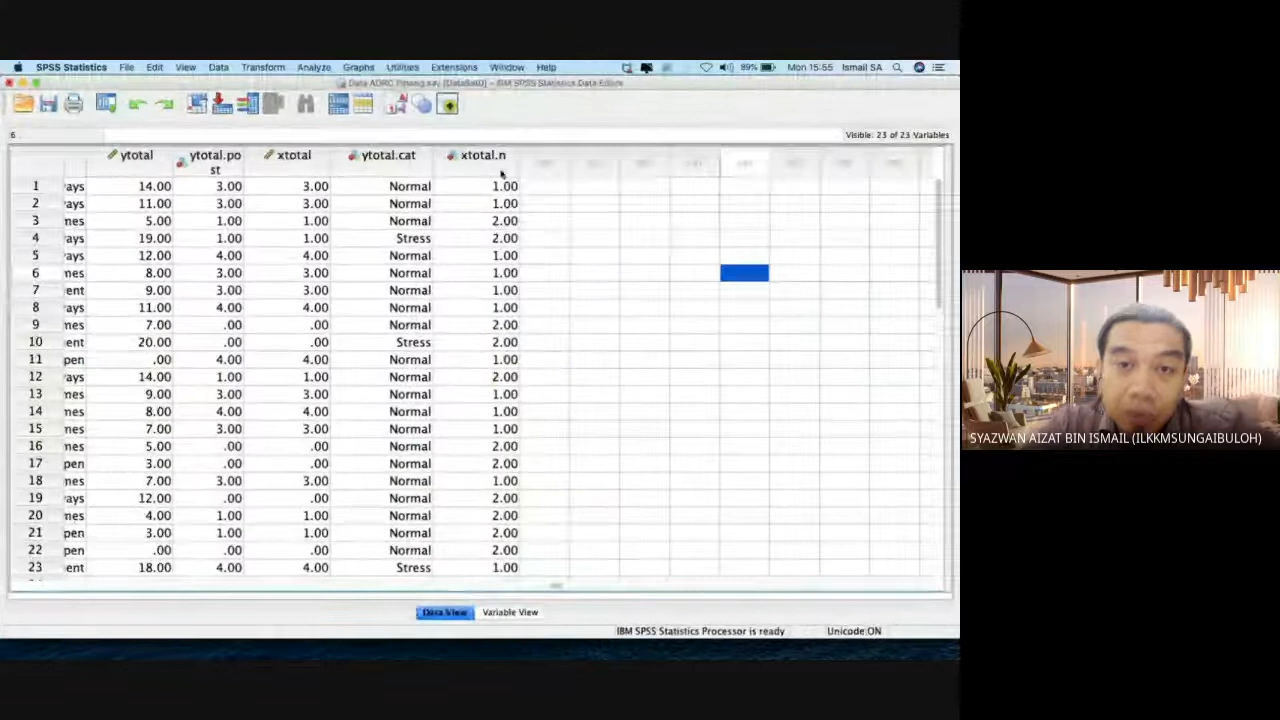 SPSS Statistics File Edit View Data Transform Analyze Graphs Utilities Extensions Window Help 89% Mon 15:55 Ismail SA
Data ADRC Pinang.sav [DataSet0] – IBM SPSS Statistics Data Editor
6 Visible: 23 of 23 Variables
ytotal ytotal.po xtotal ytotal.cat xtotal.n
st
1 ays 14.00 3.00 3.00 Normal 1.00
2 ays 11.00 3.00 3.00 Normal 1.00
3 nes 5.00 1.00 1.00 Normal 2.00
4 ays 19.00 1.00 1.00 Stress 2.00
5 ays 12.00 4.00 4.00 Normal 1.00
6 nes 8.00 3.00 3.00 Normal 1.00
7 ent 9.00 3.00 3.00 Normal 1.00
8 ays 11.00 4.00 4.00 Normal 1.00
9 nes 7.00 .00 .00 Normal 2.00
10 ent 20.00 .00 .00 Stress 2.00
11 pen .00 4.00 4.00 Normal 1.00
12 ays 14.00 1.00 1.00 Normal 2.00
13 nes 9.00 3.00 3.00 Normal 1.00
14 nes 8.00 4.00 4.00 Normal 1.00
15 nes 7.00 3.00 3.00 Normal 1.00
16 nes 5.00 .00 .00 Normal 2.00
17 pen 3.00 .00 .00 Normal 2.00
18 nes 7.00 3.00 3.00 Normal 1.00
19 ays 12.00 .00 .00 Normal 2.00
20 nes 4.00 1.00 1.00 Normal 2.00
21 pen 3.00 1.00 1.00 Normal 2.00
22 pen .00 .00 .00 Normal 2.00
23 ent 18.00 4.00 4.00 Stress 1.00
Data View Variable View
IBM SPSS Statistics Processor is ready Unicode:ON
SYAZWAN AIZAT BIN ISMAIL (ILKKMSUNGAIBULOH)